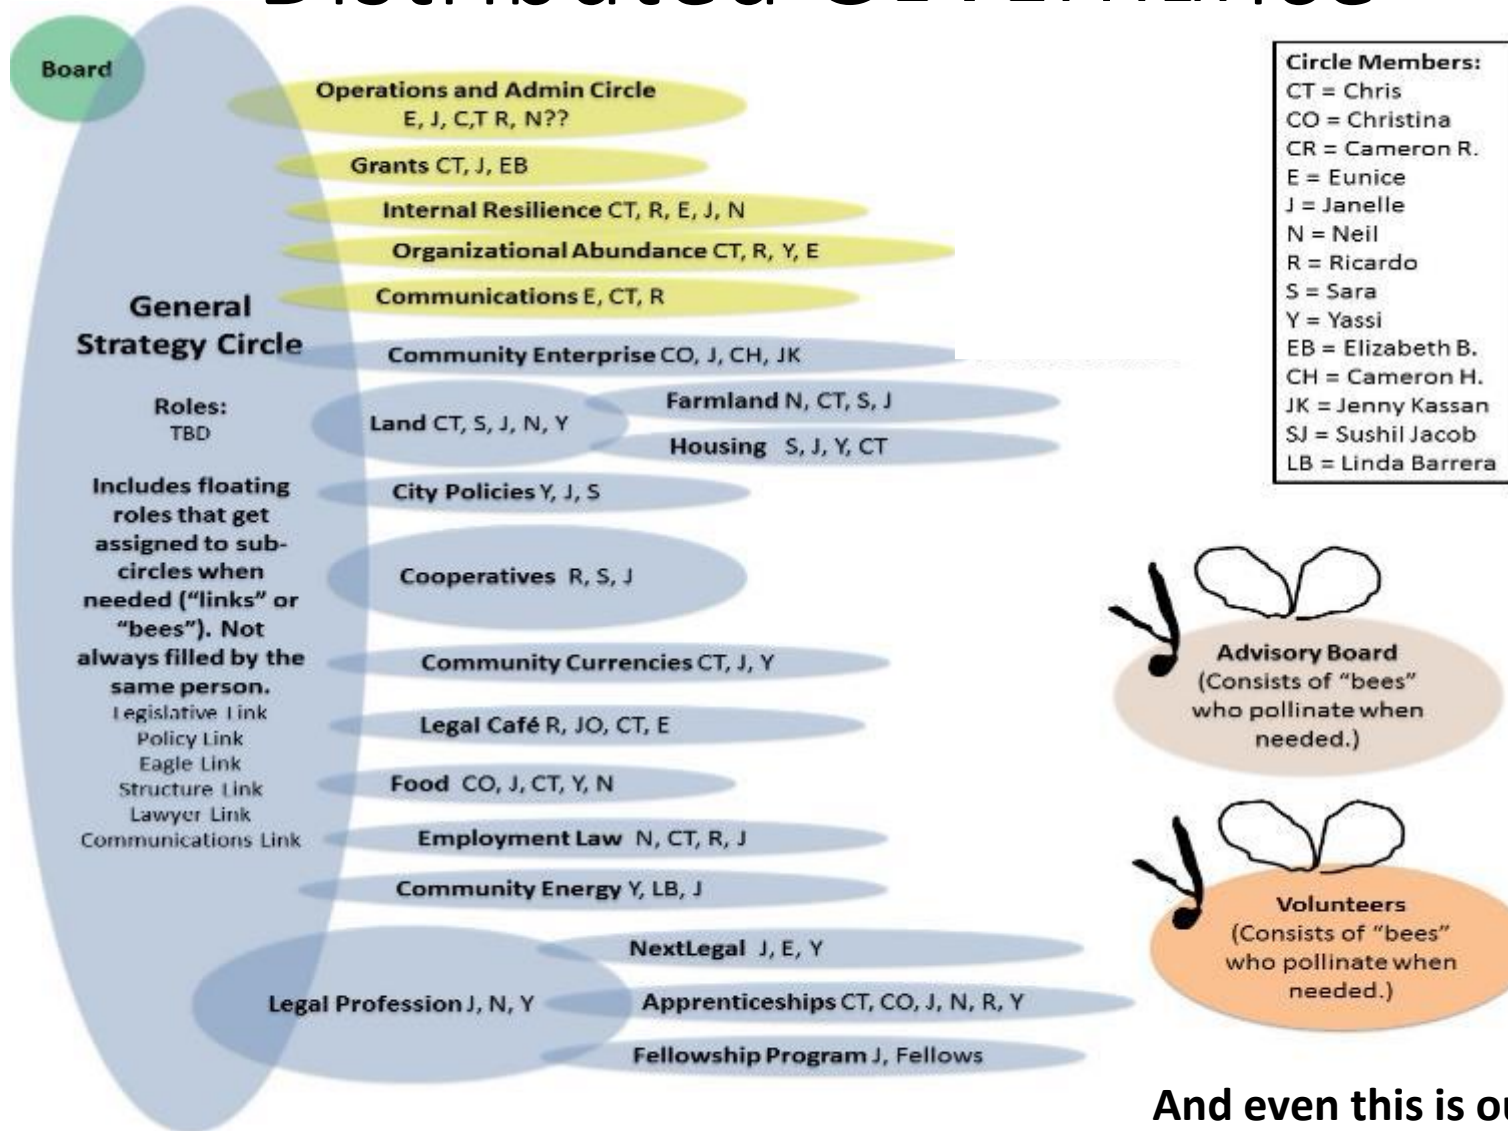 Distributed Governance
Board
Operations and Admin Circle
E, J, C,T R, N??
Grants CT, J, EB
Internal Resilience CT, R, E, J, N
Organizational Abundance CT, R, Y, E
Communications E, CT, R
General
Strategy Circle
Roles:
TBD
Includes floating
roles that get
assigned to sub-
circles when
needed (“links” or
“bees”). Not
always filled by the
same person.
Legislative Link
Policy Link
Eagle Link
Structure Link
Lawyer Link
Communications Link
Community Enterprise CO, J, CH, JK
Land CT, S, J, N, Y
Farmland N, CT, S, J
Housing S, J, Y, CT
City Policies Y, J, S
Cooperatives R, S, J
Community Currencies CT, J, Y
Legal Café R, JO, CT, E
Food CO, J, CT, Y, N
Employment Law N, CT, R, J
Community Energy Y, LB, J
Legal Profession J, N, Y
NextLegal J, E, Y
Apprenticeships CT, CO, J, N, R, Y
Fellowship Program J, Fellows
Circle Members:
CT = Chris
CO = Christina
CR = Cameron R.
E = Eunice
J = Janelle
N = Neil
R = Ricardo
S = Sara
Y = Yassi
EB = Elizabeth B.
CH = Cameron H.
JK = Jenny Kassan
SJ = Sushil Jacob
LB = Linda Barrera
Advisory Board
(Consists of “bees”
who pollinate when
needed.)
Volunteers
(Consists of “bees”
who pollinate when
needed.)
And even this is